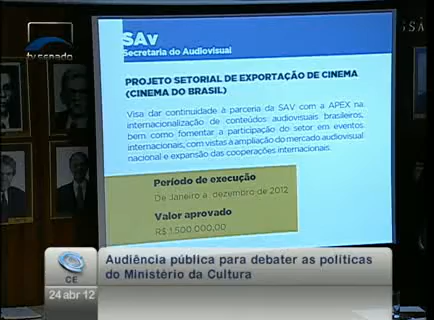 SAv
Secretaria do Audiovisual
tv senado
PROJETO SETORIAL DE EXPORTAÇÃO DE CINEMA
(CINEMA DO BRASIL)
Visa dar continuidade à parceria da SAV com a APEX na
internacionalização de conteúdos audiovisuais brasileiros,
bem como fomentar a participação do setor em eventos
internacionais, com vistas a ampliação do mercado audiovisual
nacional e expansão das cooperações internacionais.
Período de execução
De Janeiro a dezembro de 2012
Valor aprovado
R$ 1.500.000,00
Audiência pública para debater as políticas
do Ministério da Cultura
CE
24 abr 12